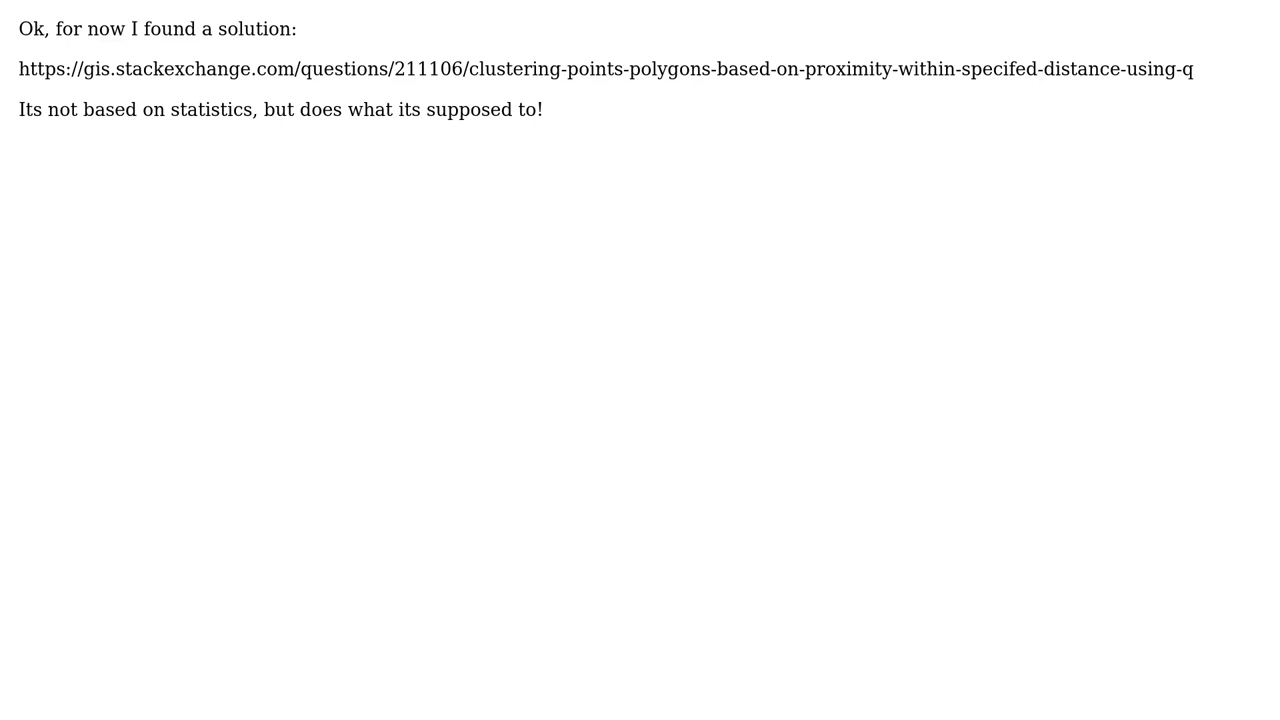 Ok, for now I found a solution:
https://gis.stackexchange.com/questions/211106/clustering-points-polygons-based-on-proximity-within-specifed-distance-using-q
Its not based on statistics, but does what its supposed to!